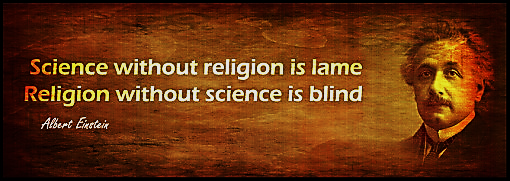 Science without religion is lame
Religion without science is blind
Albert Einstein